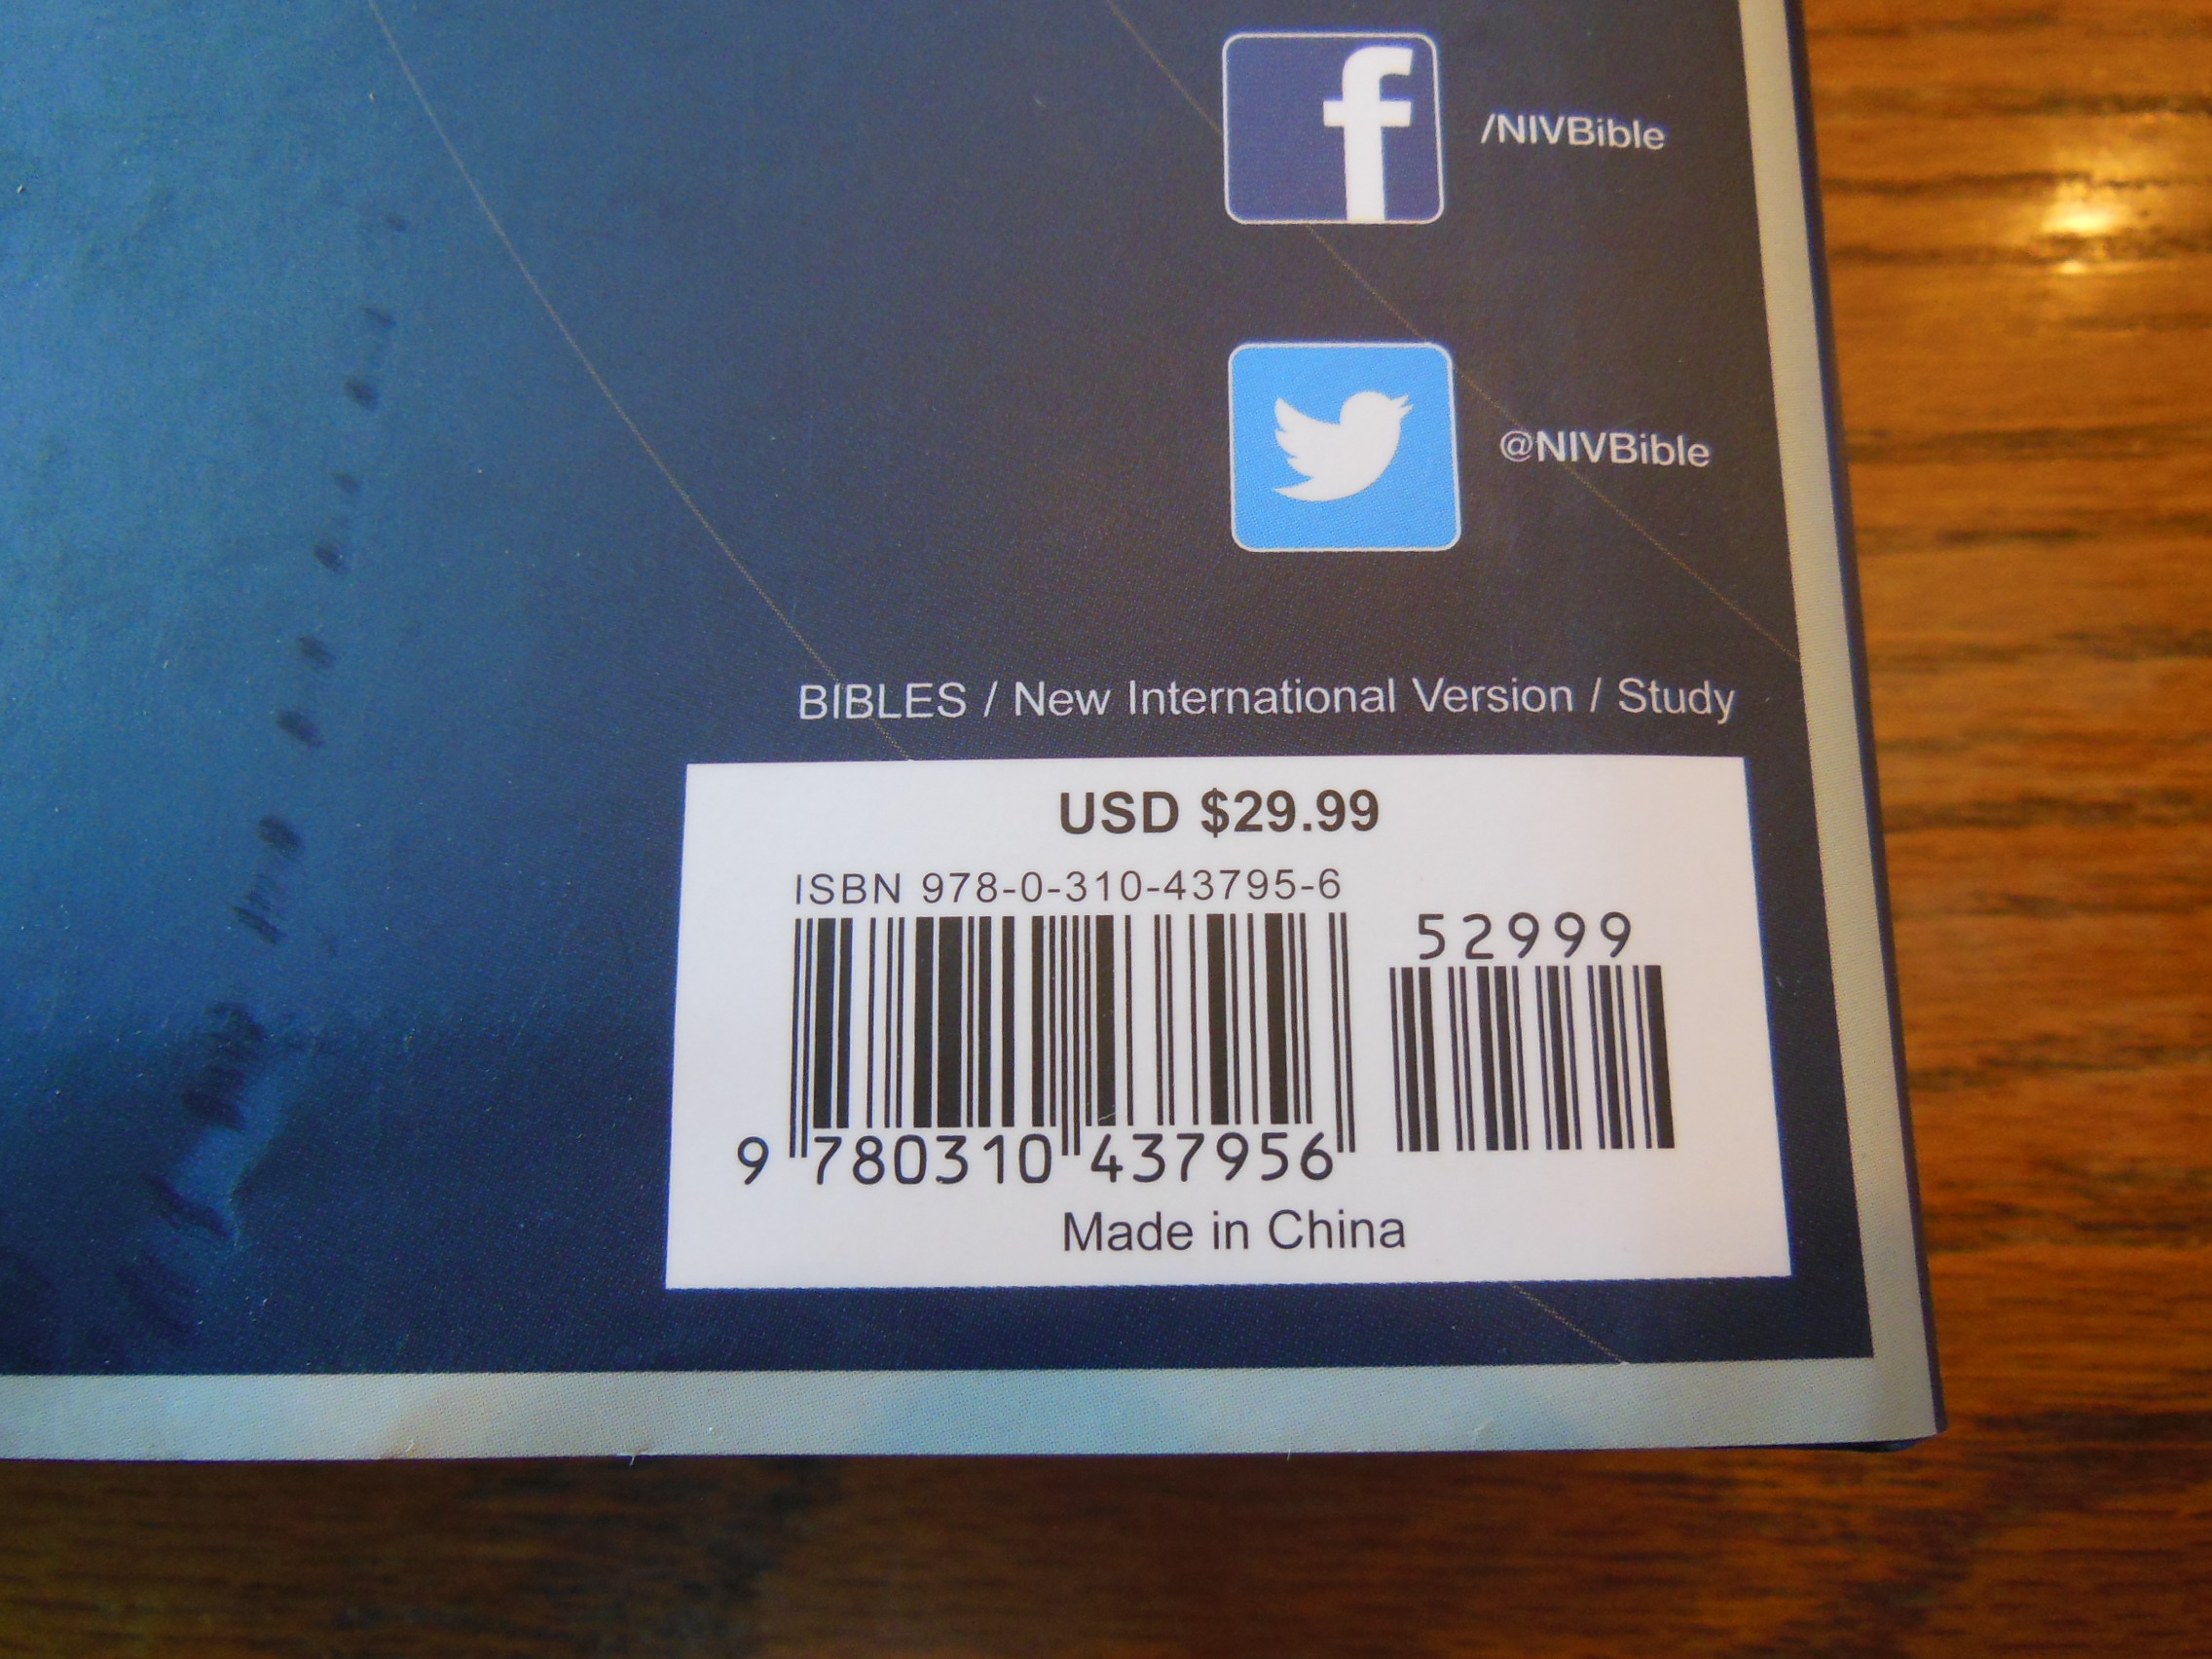 /NIVBible
@NIVBible
BIBLES / New International Version / Study
USD $29.99
ISBN 978-0-310-43795-6
52999
9 780310 437956
Made in China